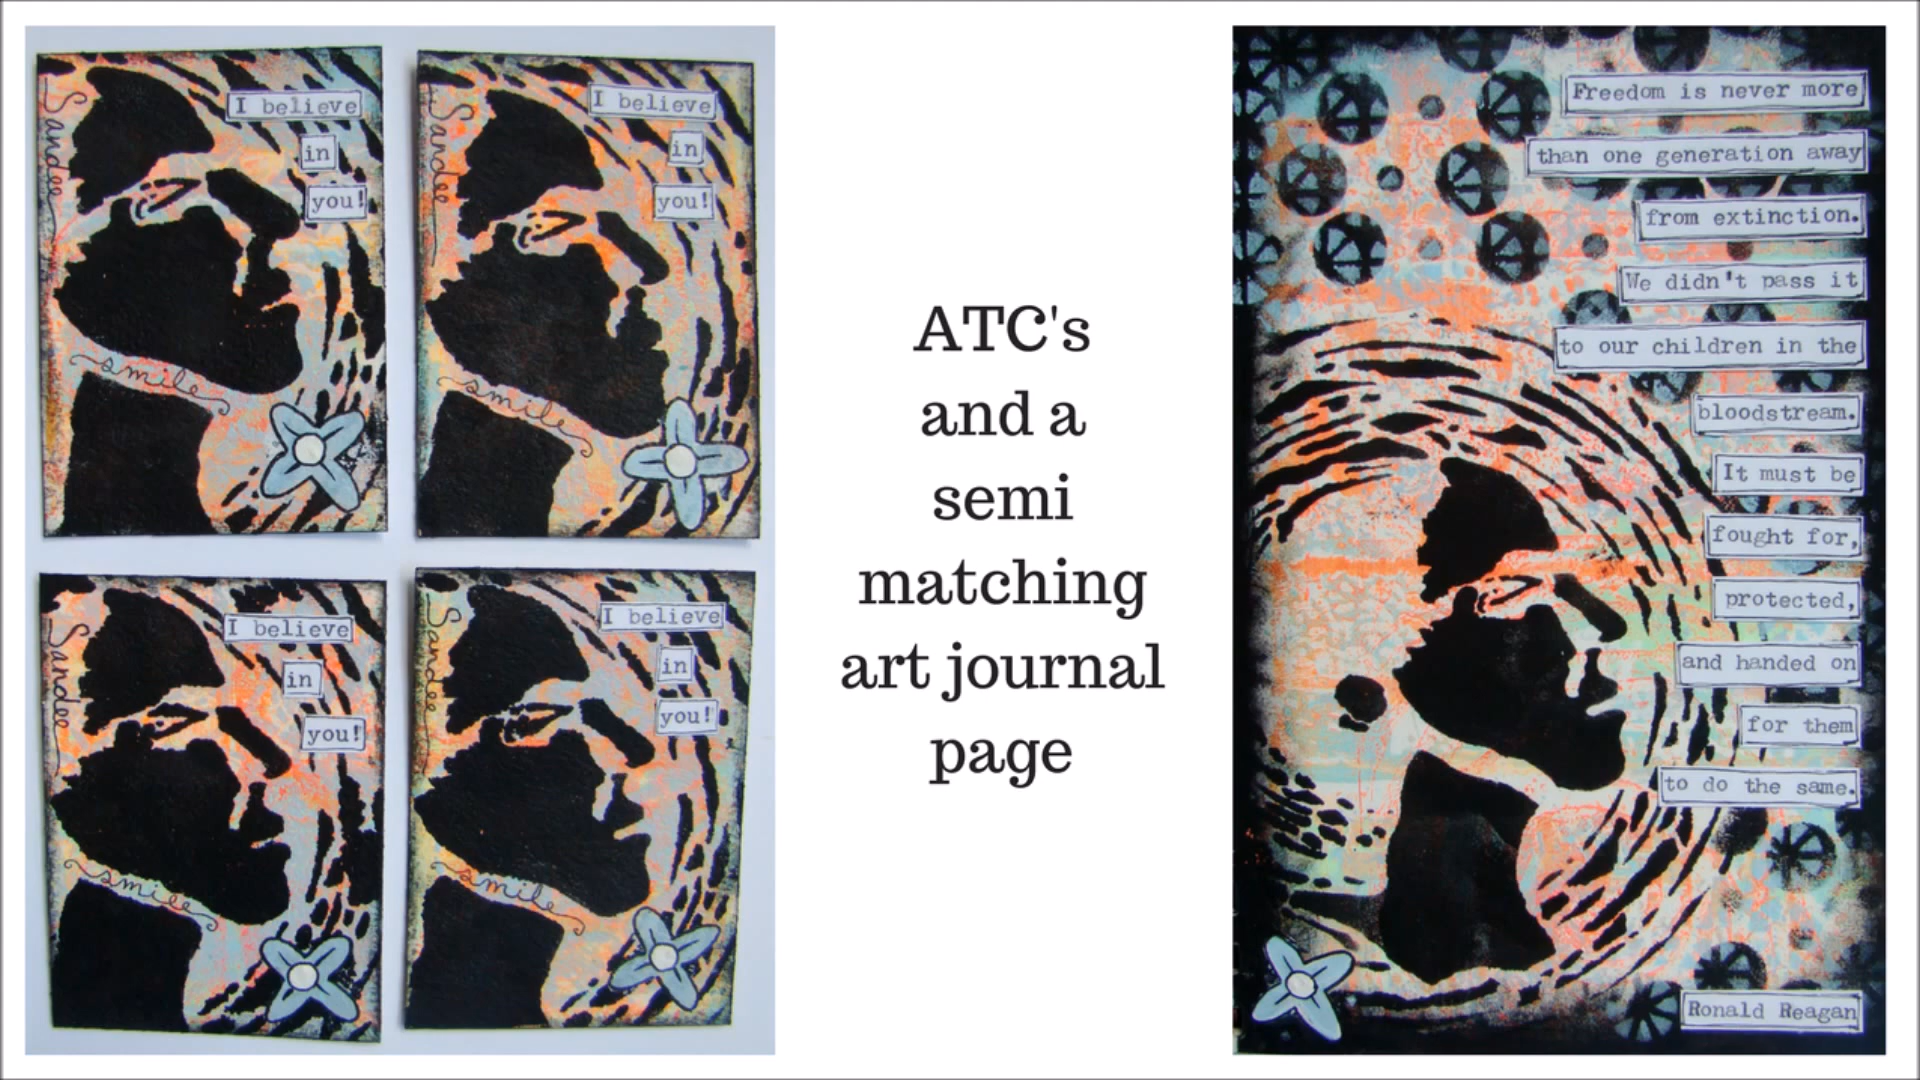 Sandee
I believe
in
you!
smile
Sandee
I believe
in
you!
smile
Sandee
I believe
in
you!
smile
Sandee
I believe
in
you!
smile
ATC's
and a
semi
matching
art journal
page
Freedom is never more
than one generation away
from extinction.
We didn't pass it
to our children in the
bloodstream.
It must be
fought for,
protected,
and handed on
for them
to do the same.
Ronald Reagan